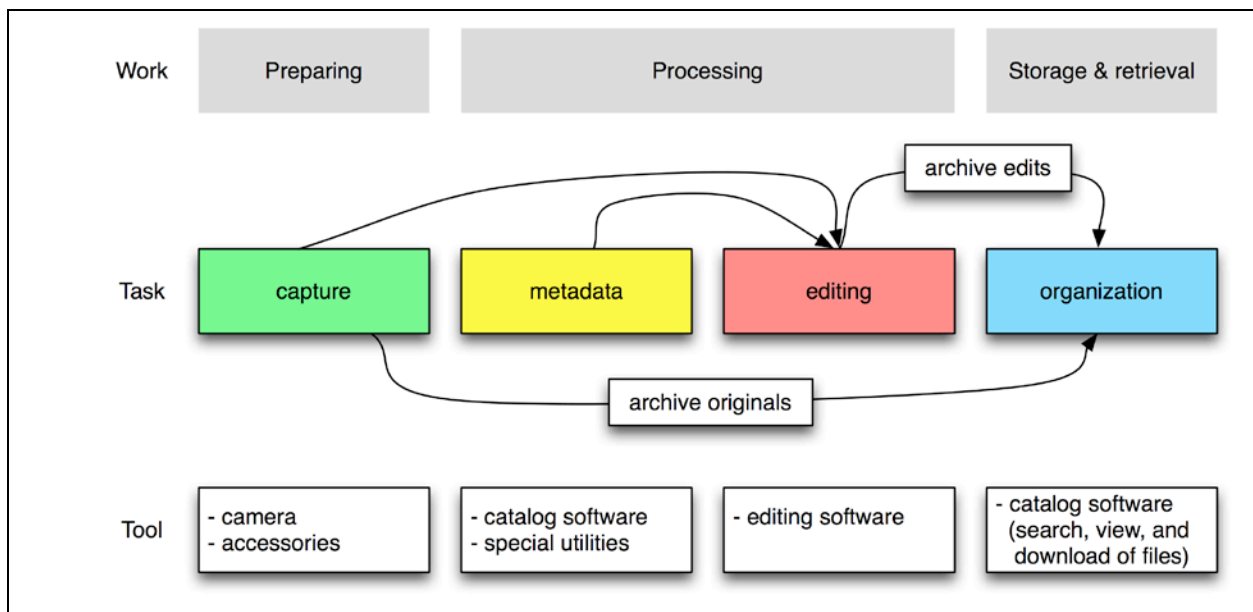 Work
Preparing
Processing
Storage & retrieval
archive edits
Task
capture
metadata
editing
organization
archive originals
Tool
- camera
- accessories
- catalog software
- special utilities
- editing software
- catalog software
(search, view, and
download of files)